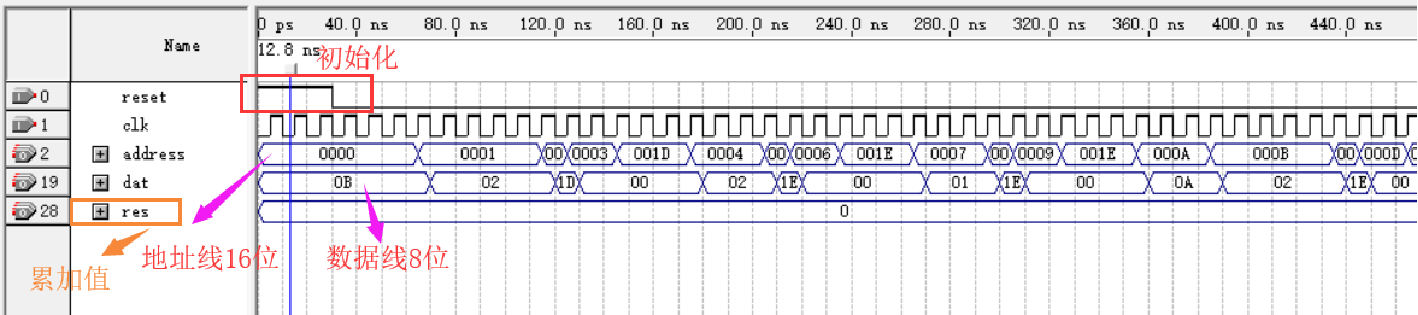 Name
0 ps 40.0 ns 80.0 ns 120.0 ns 160.0 ns 200.0 ns 240.0 ns 280.0 ns 320.0 ns 360.0 ns 400.0 ns 440.0 ns
12.8 ns
初始化
0 reset
1 clk
2 address 0000 0001 00 0003 001D 0004 00 0006 001E 0007 00 0009 001E 000A 000B 00 000D
19 dat 0B 02 1D 00 02 1E 00 01 1E 00 0A 02 1E 00
28 res 0
累加值
地址线16位
数据线8位